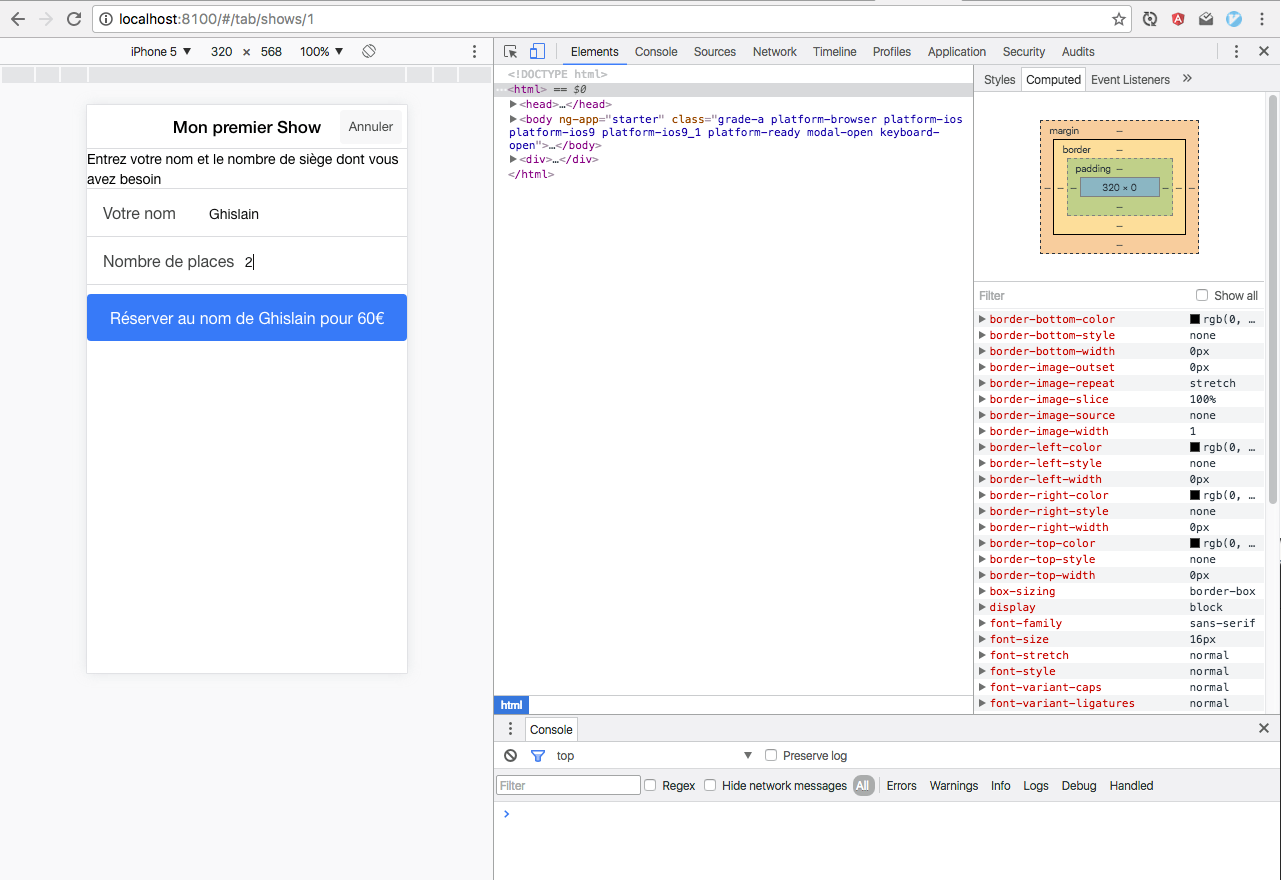 localhost:8100/#/tab/shows/1
iPhone 5 ▼ 320 × 568 100% ▼
Elements Console Sources Network Timeline Profiles Application Security Audits
Mon premier Show Annuler
Entrez votre nom et le nombre de siège dont vous
avez besoin
Votre nom Ghislain
Nombre de places 2
Réserver au nom de Ghislain pour 60€
<!DOCTYPE html>
…<html> == $0
▶<head>…</head>
▶<body ng-app="starter" class="grade-a platform-browser platform-ios
platform-ios9 platform-ios9_1 platform-ready modal-open keyboard-
open">…</body>
▶<div>…</div>
</html>
html
Styles Computed Event Listeners »
margin –
border –
padding –
– – – 320 × 0 – – –
–
–
–
Filter Show all
border-bottom-color rgb(0, …
border-bottom-style none
border-bottom-width 0px
border-image-outset 0px
border-image-repeat stretch
border-image-slice 100%
border-image-source none
border-image-width 1
border-left-color rgb(0, …
border-left-style none
border-left-width 0px
border-right-color rgb(0, …
border-right-style none
border-right-width 0px
border-top-color rgb(0, …
border-top-style none
border-top-width 0px
box-sizing border-box
display block
font-family sans-serif
font-size 16px
font-stretch normal
font-style normal
font-variant-caps normal
font-variant-ligatures normal
Console
top ▼ Preserve log
Filter Regex Hide network messages All Errors Warnings Info Logs Debug Handled
>